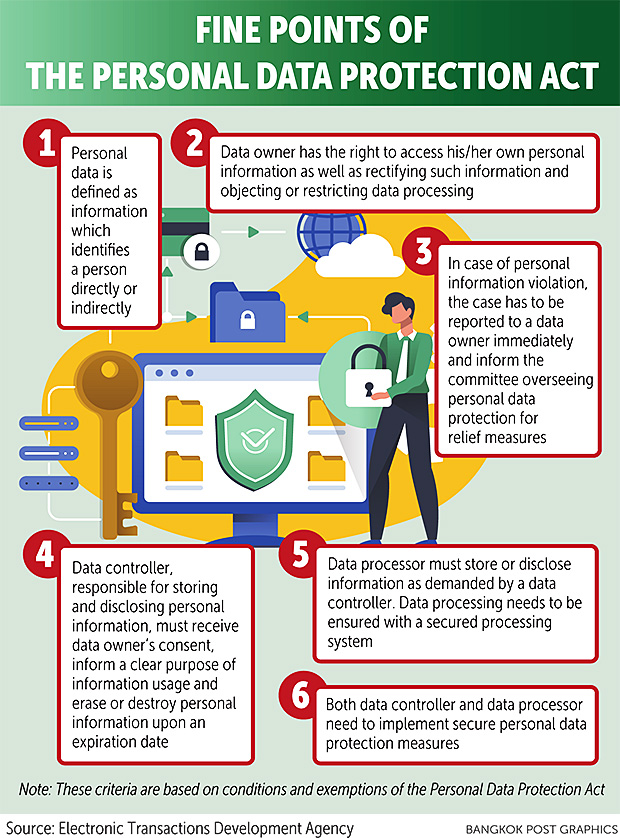 FINE POINTS OF
THE PERSONAL DATA PROTECTION ACT
1
Personal
data is
defined as
information
which
identifies
a person
directly or
indirectly
2
Data owner has the right to access his/her own personal
information as well as rectifying such information and
objecting or restricting data processing
3
In case of personal
information violation,
the case has to be
reported to a data
owner immediately
and inform the
committee overseeing
personal data
protection for
relief measures
4
Data controller,
responsible for storing
and disclosing personal
information, must receive
data owner's consent,
inform a clear purpose of
information usage and
erase or destroy personal
information upon an
expiration date
5
Data processor must store or disclose
information as demanded by a data
controller. Data processing needs to be
ensured with a secured processing
system
6
Both data controller and data processor
need to implement secure personal data
protection measures
Note: These criteria are based on conditions and exemptions of the Personal Data Protection Act
Source: Electronic Transactions Development Agency
BANGKOK POST GRAPHICS